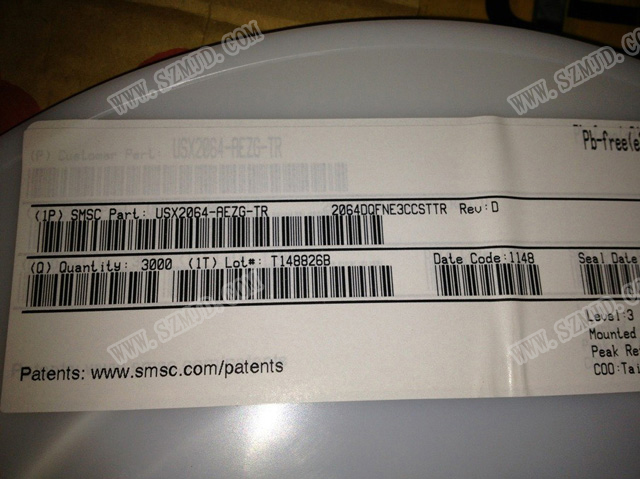 WWW.SZMJD.COM
WWW.SZMJD.COM
Pb-free(e
(P) Customer Part: USX2064-AEZG-TR
(1P) SMSC Part: USX2064-AEZG-TR 2064DQFNE3CCSTTR Rev:D
(Q) Quantity: 3000 (1T) Lot#: T148826B Date Code:1148 Seal Date
Level:3
Mounted
Peak Re
COO:Tai
Patents: www.smsc.com/patents
WWW.SZMJD.COM
WWW.SZMJD.COM